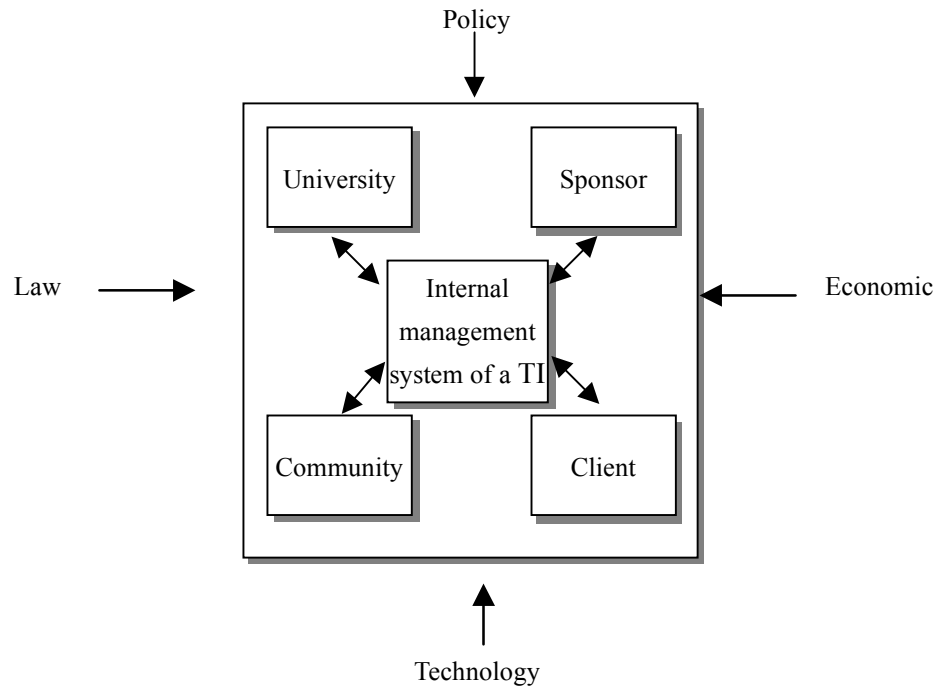 Policy
University
Sponsor
Law
Internal
management
system of a TI
Economic
Community
Client
Technology